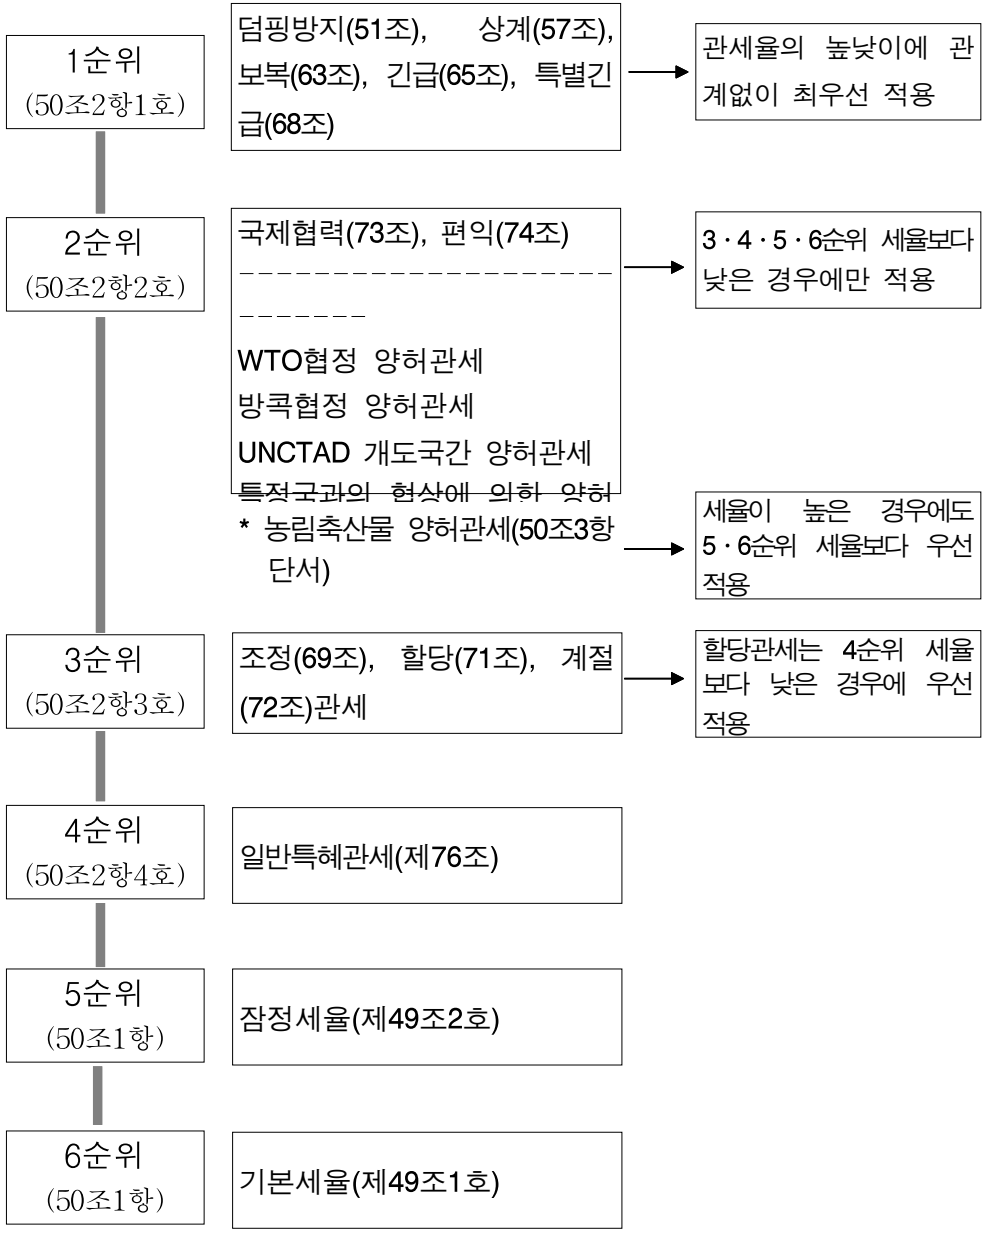 1순위
(50조2항1호)
덤핑방지(51조), 상계(57조),
보복(63조), 긴급(65조), 특별긴
급(68조)
관세율의 높낮이에 관
계없이 최우선 적용
2순위
(50조2항2호)
국제협력(73조), 편익(74조)
WTO협정 양허관세
방콕협정 양허관세
UNCTAD 개도국간 양허관세
특정국과의 협상에 의한 양허
3·4·5·6순위 세율보다
낮은 경우에만 적용
* 농림축산물 양허관세(50조3항
단서)
세율이 높은 경우에도
5·6순위 세율보다 우선
적용
3순위
(50조2항3호)
조정(69조), 할당(71조), 계절
(72조)관세
할당관세는 4순위 세율
보다 낮은 경우에 우선
적용
4순위
(50조2항4호)
일반특혜관세(제76조)
5순위
(50조1항)
잠정세율(제49조2호)
6순위
(50조1항)
기본세율(제49조1호)